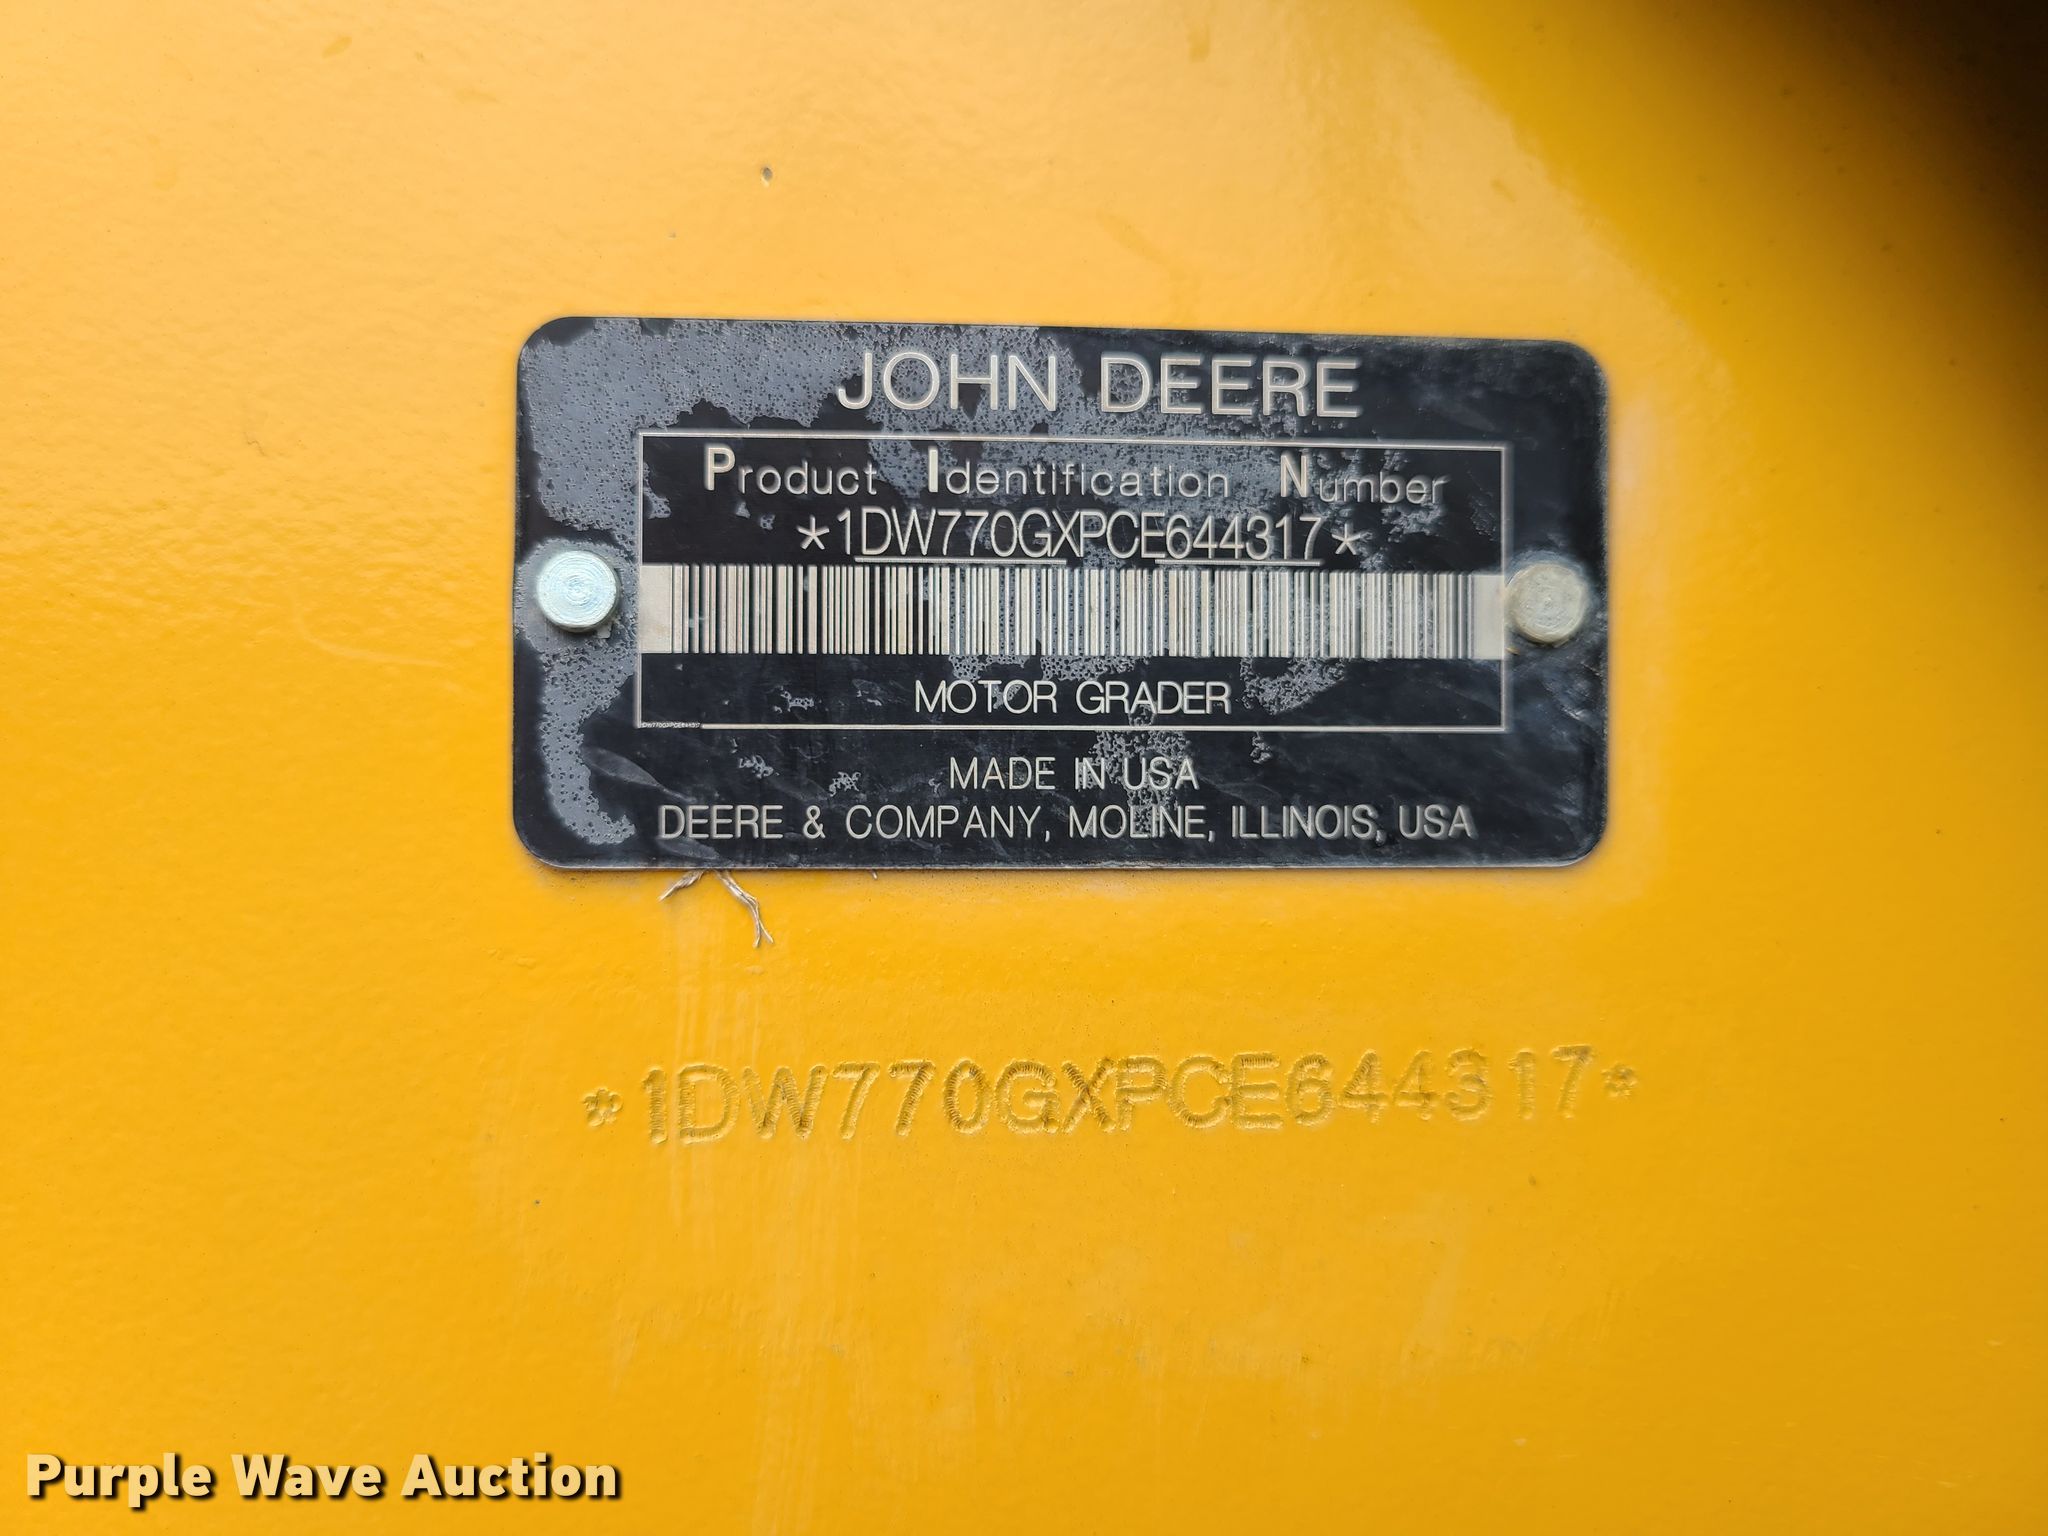 JOHN DEERE
Product Identification Number
*1DW770GXPCE644317*
MOTOR GRADER
1DW770GXPCE644317
MADE IN USA
DEERE & COMPANY, MOLINE, ILLINOIS, USA
*1DW770GXPCE644317*
Purple Wave Auction